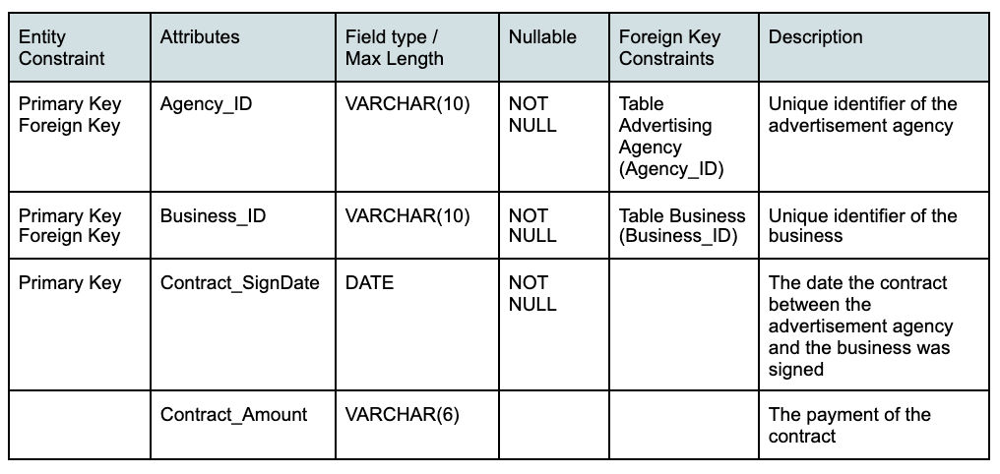 Entity
Constraint
Attributes
Field type /
Max Length
Nullable
Foreign Key
Constraints
Description
Primary Key
Foreign Key
Agency_ID
VARCHAR(10)
NOT
NULL
Table
Advertising
Agency
(Agency_ID)
Unique identifier of the
advertisement agency
Primary Key
Foreign Key
Business_ID
VARCHAR(10)
NOT
NULL
Table Business
(Business_ID)
Unique identifier of the
business
Primary Key
Contract_SignDate
DATE
NOT
NULL
The date the contract
between the
advertisement agency
and the business was
signed
Contract_Amount
VARCHAR(6)
The payment of the
contract